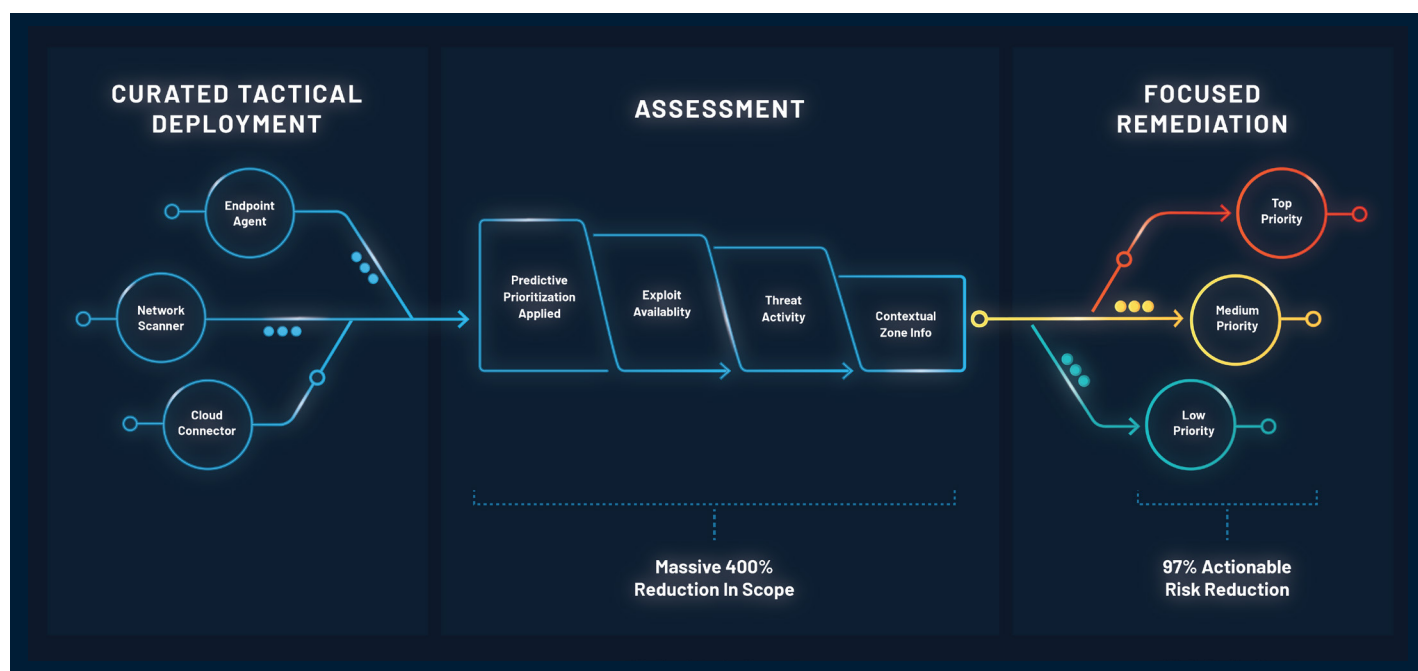 CURATED TACTICAL
DEPLOYMENT
Endpoint
Agent
Network
Scanner
Cloud
Connector
ASSESSMENT
Predictive
Prioritization
Applied
Exploit
Availablity
Threat
Activity
Contextual
Zone Info
Massive 400%
Reduction In Scope
FOCUSED
REMEDIATION
Top
Priority
Medium
Priority
Low
Priority
97% Actionable
Risk Reduction